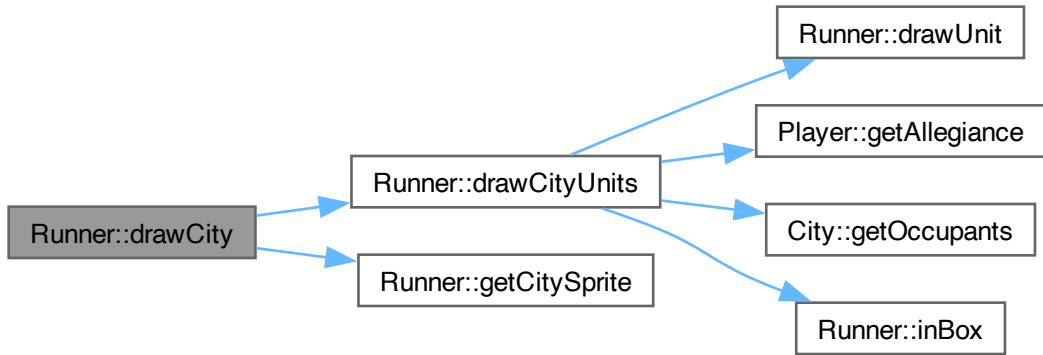 Runner::drawUnit
Player::getAllegiance
Runner::drawCityUnits
City::getOccupants
Runner::drawCity
Runner::getCitySprite
Runner::inBox